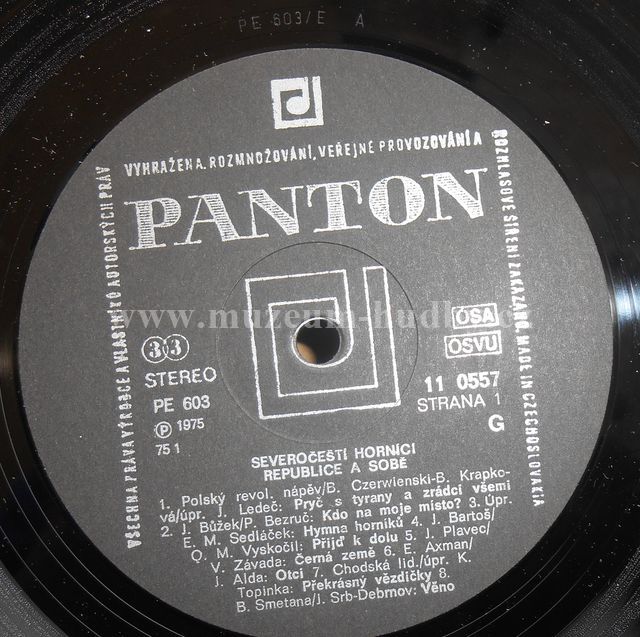 PE 603/E A
VŠECHNA PRÁVA VÝROBCE A VLASTNÍKŮ AUTORSKÝCH PRÁV
VYHRAŽENA. ROZMNOŽOVÁNÍ, VEŘEJNÉ PROVOZOVÁNÍ A
ROZHLASOVÉ ŠÍŘENÍ ZAKÁZÁNO. MADE IN CZECHOSLOVAKIA
PANTON
www.muzeum-hudby.cz
33
STEREO
PE 603
Ⓟ 1975
75 1
OSA
OSVU
11 0557
STRANA 1
G
SEVEROČEŠTÍ HORNÍCI
REPUBLICE A SOBĚ
1. Polský revol. nápěv/B. Czerwienski-B. Krapko-
vá/úpr. J. Ledeč: Pryč s tyrany a zrádci všemi
2. J. Bůžek/P. Bezruč: Kdo na moje místo? 3. Úpr.
E. M. Sedláček: Hymna horníků 4. J. Bartoš/
Q. M. Vyskočil: Přijď k dolu 5. J. Plavec/
V. Závada: Černá země 6. E. Axman/
J. Alda: Otci 7. Chodská lid./úpr. K.
Topinka: Překrásný vězdičky 8.
B. Smetana/J. Srb-Debrnov: Věno